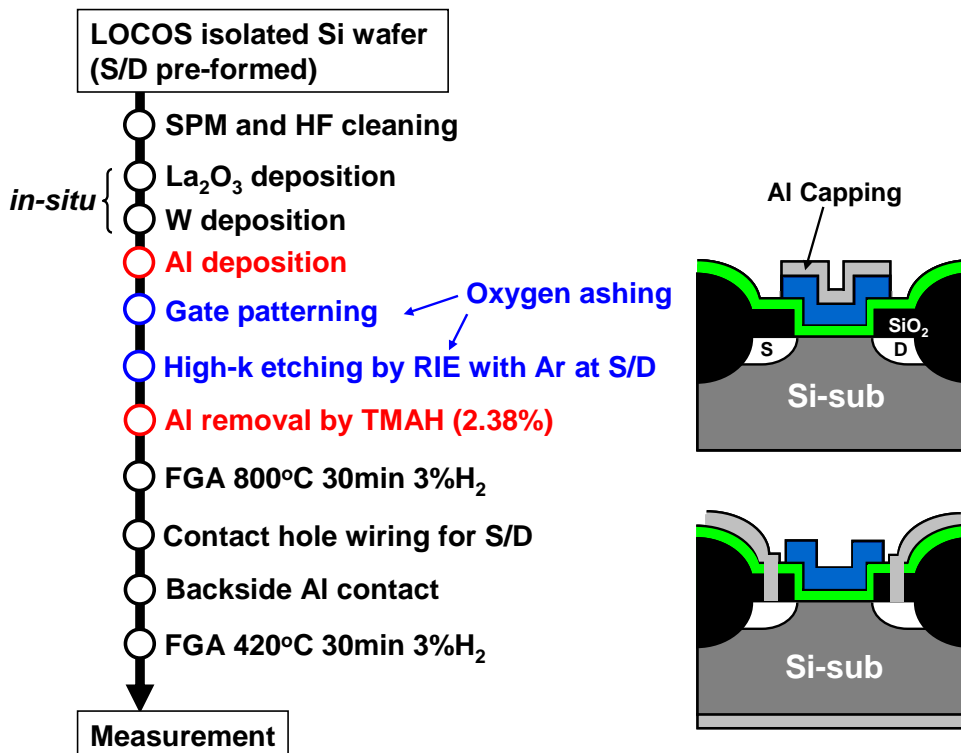 LOCOS isolated Si wafer
(S/D pre-formed)
SPM and HF cleaning
in-situ
La₂O₃ deposition
W deposition
Al deposition
Gate patterning
Oxygen ashing
High-k etching by RIE with Ar at S/D
Al removal by TMAH (2.38%)
FGA 800ºC 30min 3%H₂
Contact hole wiring for S/D
Backside Al contact
FGA 420ºC 30min 3%H₂
Measurement
Al Capping
SiO₂
S
D
Si-sub
Si-sub